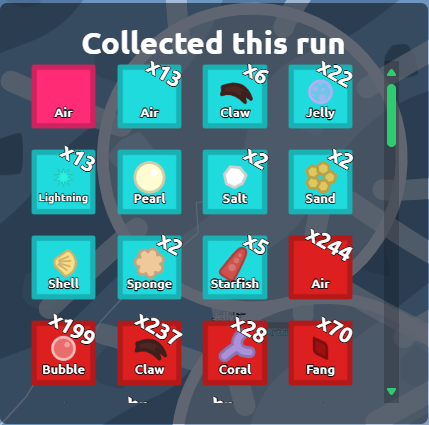 Collected this run
Air
x13
Air
x6
Claw
x22
Jelly
x13
Lightning
Pearl
x2
Salt
x2
Sand
Shell
x2
Sponge
x5
Starfish
x244
Air
x199
Bubble
x237
Claw
x28
Coral
x70
Fang